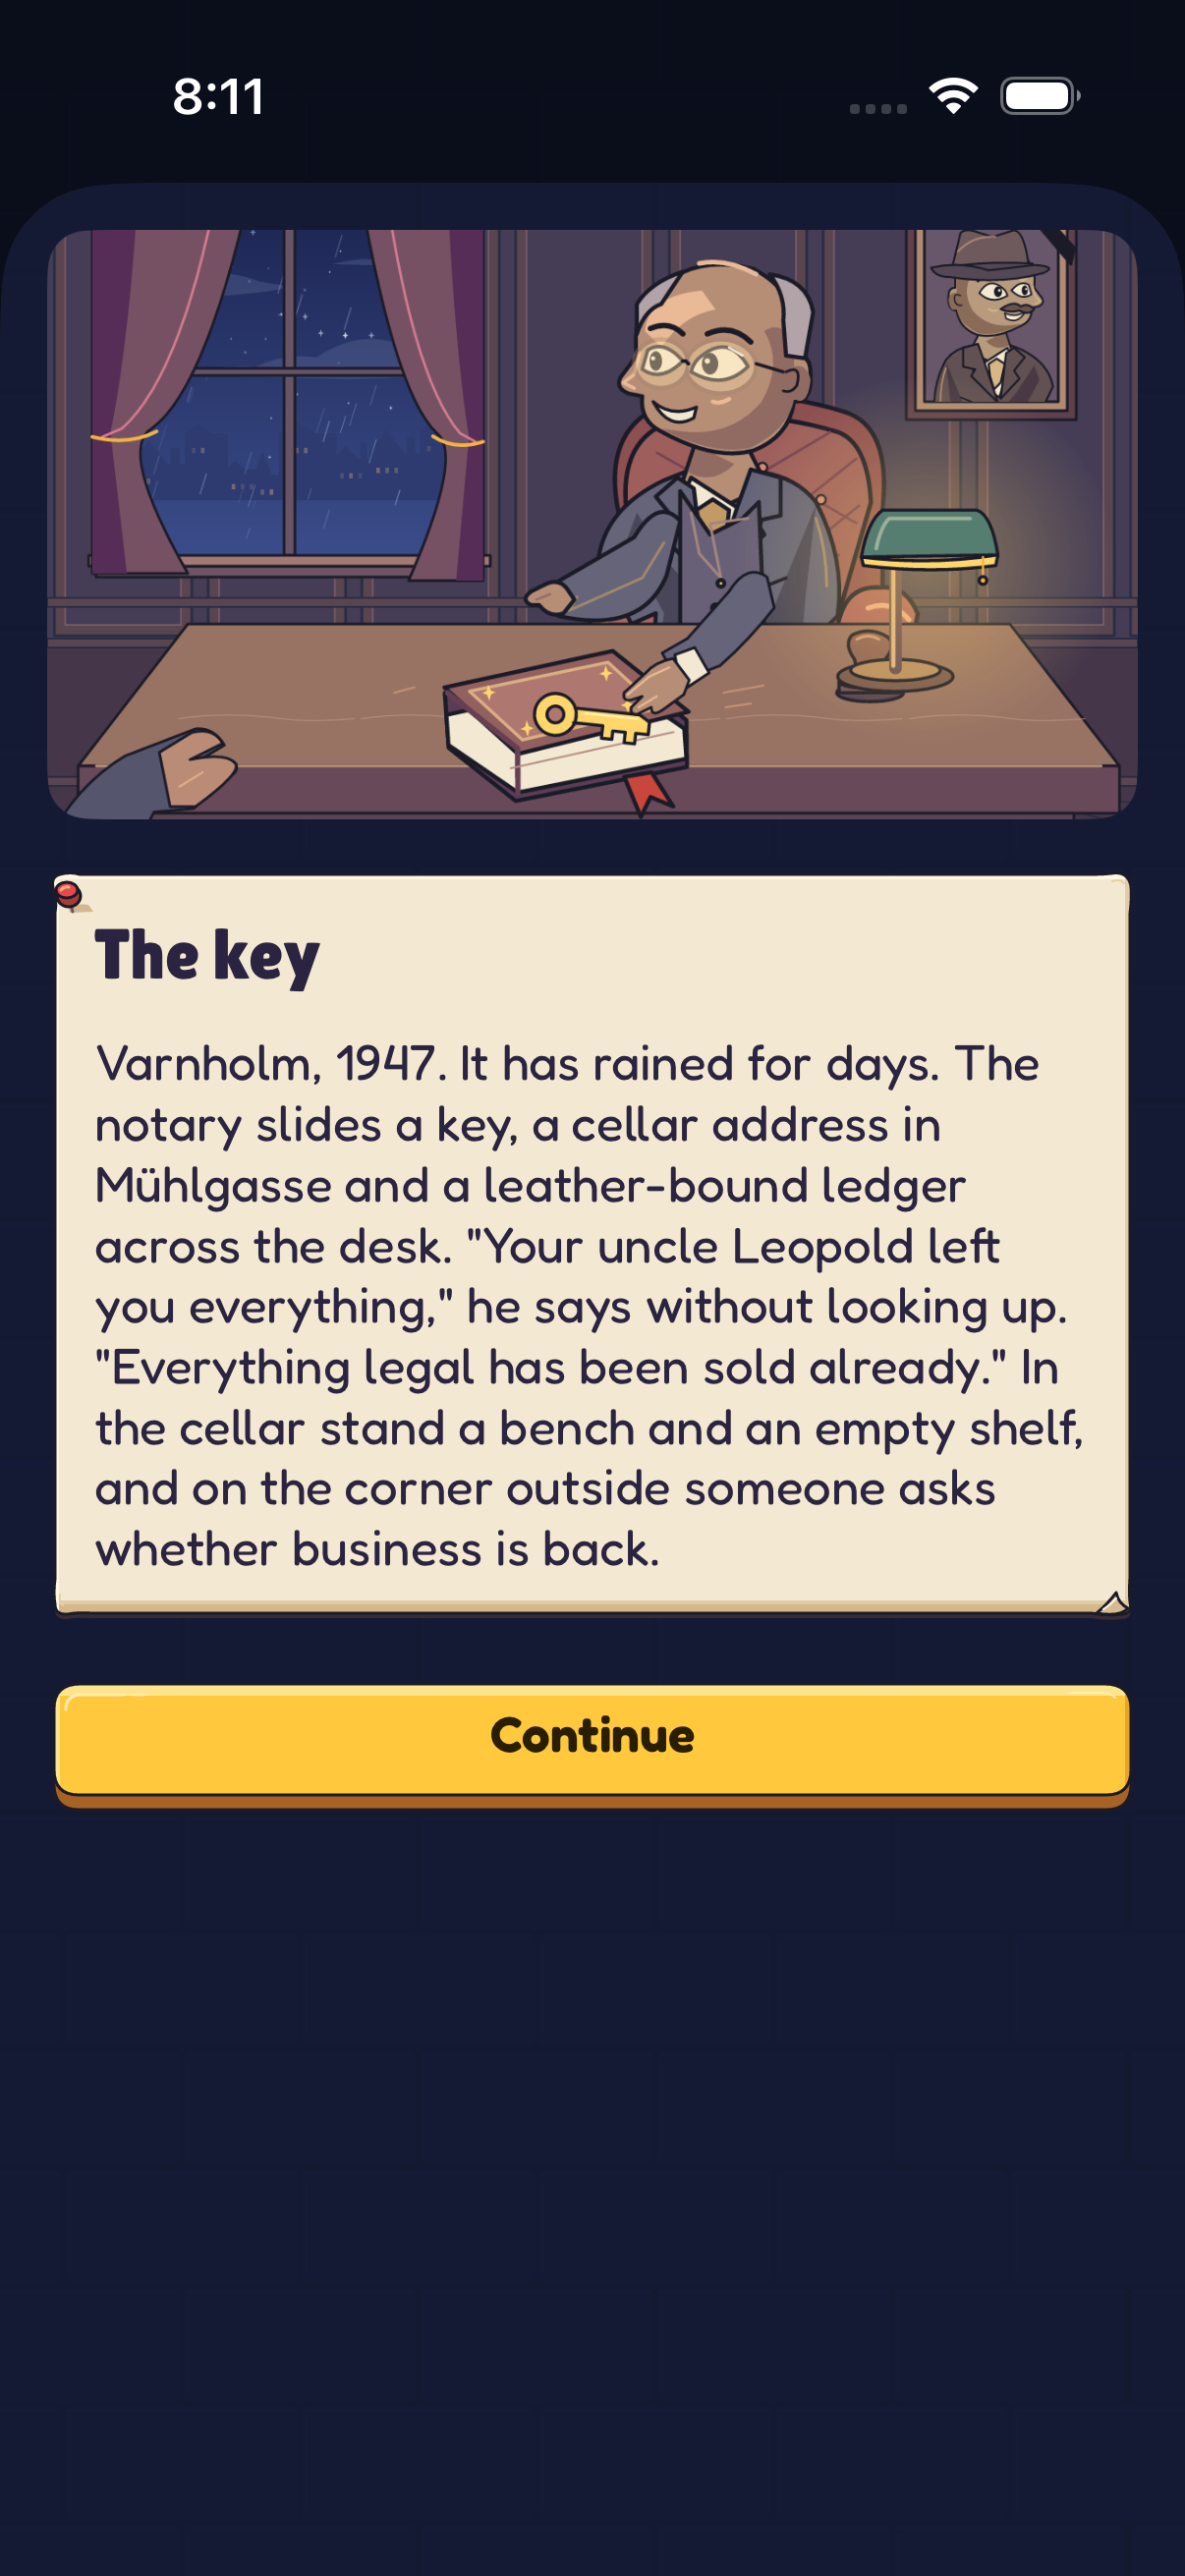 8:11
The key
Varnholm, 1947. It has rained for days. The
notary slides a key, a cellar address in
Mühlgasse and a leather-bound ledger
across the desk. "Your uncle Leopold left
you everything," he says without looking up.
"Everything legal has been sold already." In
the cellar stand a bench and an empty shelf,
and on the corner outside someone asks
whether business is back.
Continue